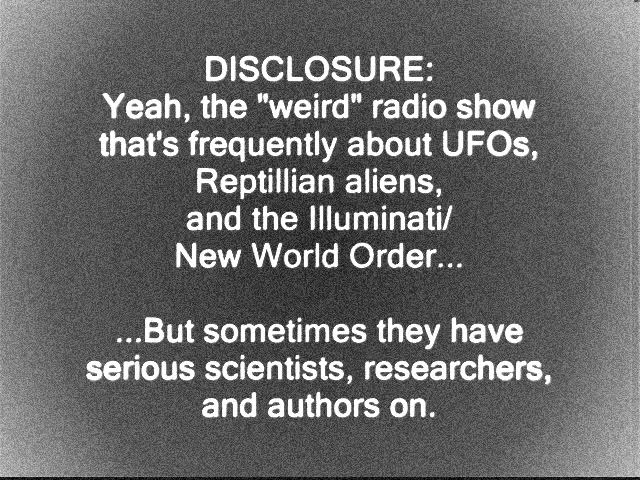 DISCLOSURE:
Yeah, the "weird" radio show
that's frequently about UFOs,
Reptillian aliens,
and the Illuminati/
New World Order...
...But sometimes they have
serious scientists, researchers,
and authors on.